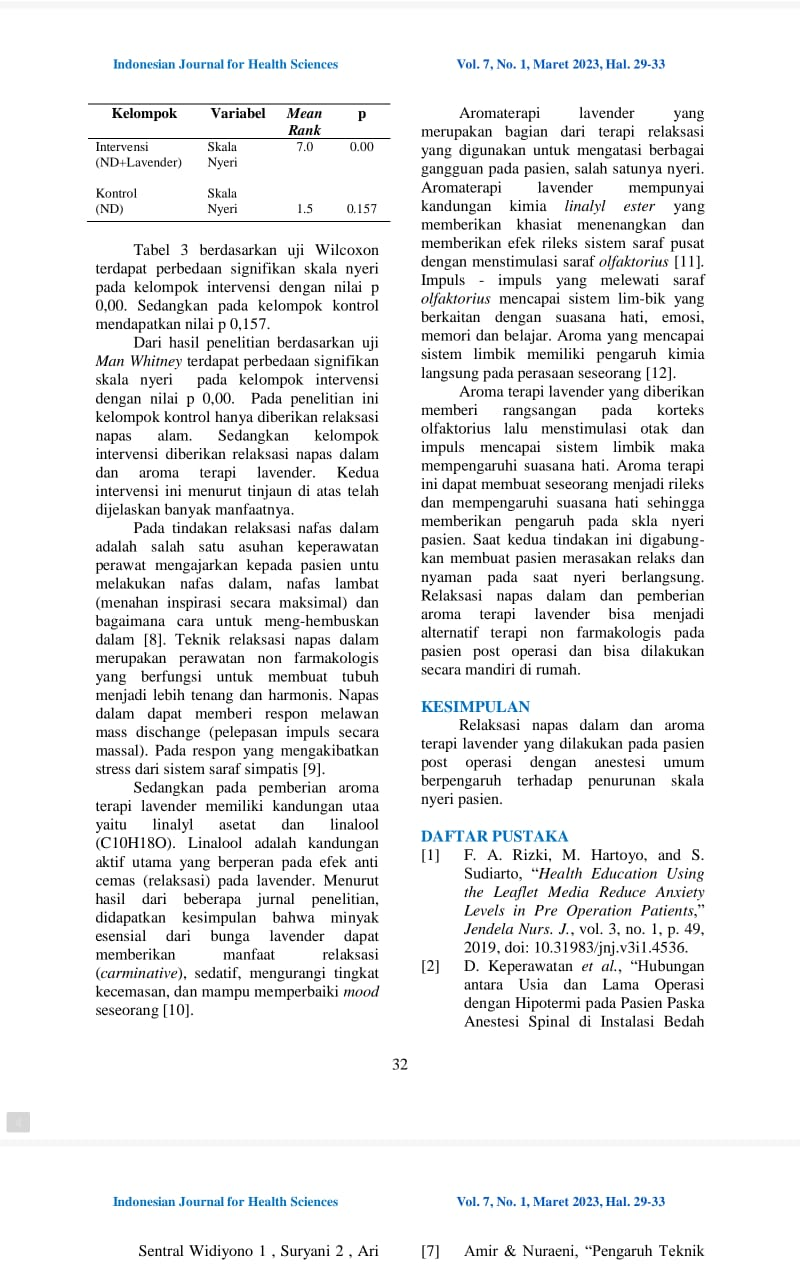 Indonesian Journal for Health Sciences
Vol. 7, No. 1, Maret 2023, Hal. 29-33
Kelompok Variabel Mean Rank p
Intervensi (ND+Lavender) Skala Nyeri 7.0 0.00
Kontrol (ND) Skala Nyeri 1.5 0.157
Tabel 3 berdasarkan uji Wilcoxon
terdapat perbedaan signifikan skala nyeri
pada kelompok intervensi dengan nilai p
0,00. Sedangkan pada kelompok kontrol
mendapatkan nilai p 0,157.
Dari hasil penelitian berdasarkan uji
Man Whitney terdapat perbedaan signifikan
skala nyeri pada kelompok intervensi
dengan nilai p 0,00. Pada penelitian ini
kelompok kontrol hanya diberikan relaksasi
napas alam. Sedangkan kelompok
intervensi diberikan relaksasi napas dalam
dan aroma terapi lavender. Kedua
intervensi ini menurut tinjaun di atas telah
dijelaskan banyak manfaatnya.
Pada tindakan relaksasi nafas dalam
adalah salah satu asuhan keperawatan
perawat mengajarkan kepada pasien untu
melakukan nafas dalam, nafas lambat
(menahan inspirasi secara maksimal) dan
bagaimana cara untuk meng-hembuskan
dalam [8]. Teknik relaksasi napas dalam
merupakan perawatan non farmakologis
yang berfungsi untuk membuat tubuh
menjadi lebih tenang dan harmonis. Napas
dalam dapat memberi respon melawan
mass discharge (pelepasan impuls secara
massal). Pada respon yang mengakibatkan
stress dari sistem saraf simpatis [9].
Sedangkan pada pemberian aroma
terapi lavender memiliki kandungan utaa
yaitu linalyl asetat dan linalool
(C10H18O). Linalool adalah kandungan
aktif utama yang berperan pada efek anti
cemas (relaksasi) pada lavender. Menurut
hasil dari beberapa jurnal penelitian,
didapatkan kesimpulan bahwa minyak
esensial dari bunga lavender dapat
memberikan manfaat relaksasi
(carminative), sedatif, mengurangi tingkat
kecemasan, dan mampu memperbaiki mood
seseorang [10].
Aromaterapi lavender yang
merupakan bagian dari terapi relaksasi
yang digunakan untuk mengatasi berbagai
gangguan pada pasien, salah satunya nyeri.
Aromaterapi lavender mempunyai
kandungan kimia linalyl ester yang
memberikan khasiat menenangkan dan
memberikan efek rileks sistem saraf pusat
dengan menstimulasi saraf olfaktorius [11].
Impuls - impuls yang melewati saraf
olfaktorius mencapai sistem lim-bik yang
berkaitan dengan suasana hati, emosi,
memori dan belajar. Aroma yang mencapai
sistem limbik memiliki pengaruh kimia
langsung pada perasaan seseorang [12].
Aroma terapi lavender yang diberikan
memberi rangsangan pada korteks
olfaktorius lalu menstimulasi otak dan
impuls mencapai sistem limbik maka
mempengaruhi suasana hati. Aroma terapi
ini dapat membuat seseorang menjadi rileks
dan mempengaruhi suasana hati sehingga
memberikan pengaruh pada skla nyeri
pasien. Saat kedua tindakan ini digabung-
kan membuat pasien merasakan relaks dan
nyaman pada saat nyeri berlangsung.
Relaksasi napas dalam dan pemberian
aroma terapi lavender bisa menjadi
alternatif terapi non farmakologis pada
pasien post operasi dan bisa dilakukan
secara mandiri di rumah.
KESIMPULAN
Relaksasi napas dalam dan aroma
terapi lavender yang dilakukan pada pasien
post operasi dengan anestesi umum
berpengaruh terhadap penurunan skala
nyeri pasien.
DAFTAR PUSTAKA
[1] F. A. Rizki, M. Hartoyo, and S.
Sudiarto, “Health Education Using
the Leaflet Media Reduce Anxiety
Levels in Pre Operation Patients,”
Jendela Nurs. J., vol. 3, no. 1, p. 49,
2019, doi: 10.31983/jnj.v3i1.4536.
[2] D. Keperawatan et al., “Hubungan
antara Usia dan Lama Operasi
dengan Hipotermi pada Pasien Paska
Anestesi Spinal di Instalasi Bedah
32
4
Indonesian Journal for Health Sciences
Vol. 7, No. 1, Maret 2023, Hal. 29-33
Sentral Widiyono 1 , Suryani 2 , Ari
[7] Amir & Nuraeni, “Pengaruh Teknik